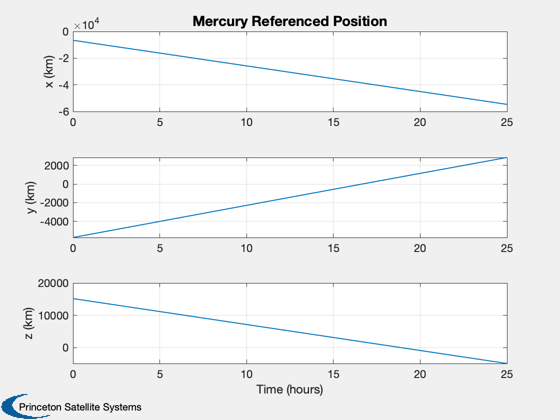 Mercury Referenced Position
×10^4
0
-2
-4
-6
x (km)
0 5 10 15 20 25
2000
0
-2000
-4000
y (km)
0 5 10 15 20 25
20000
10000
0
z (km)
0 5 10 15 20 25
Time (hours)
Princeton Satellite Systems